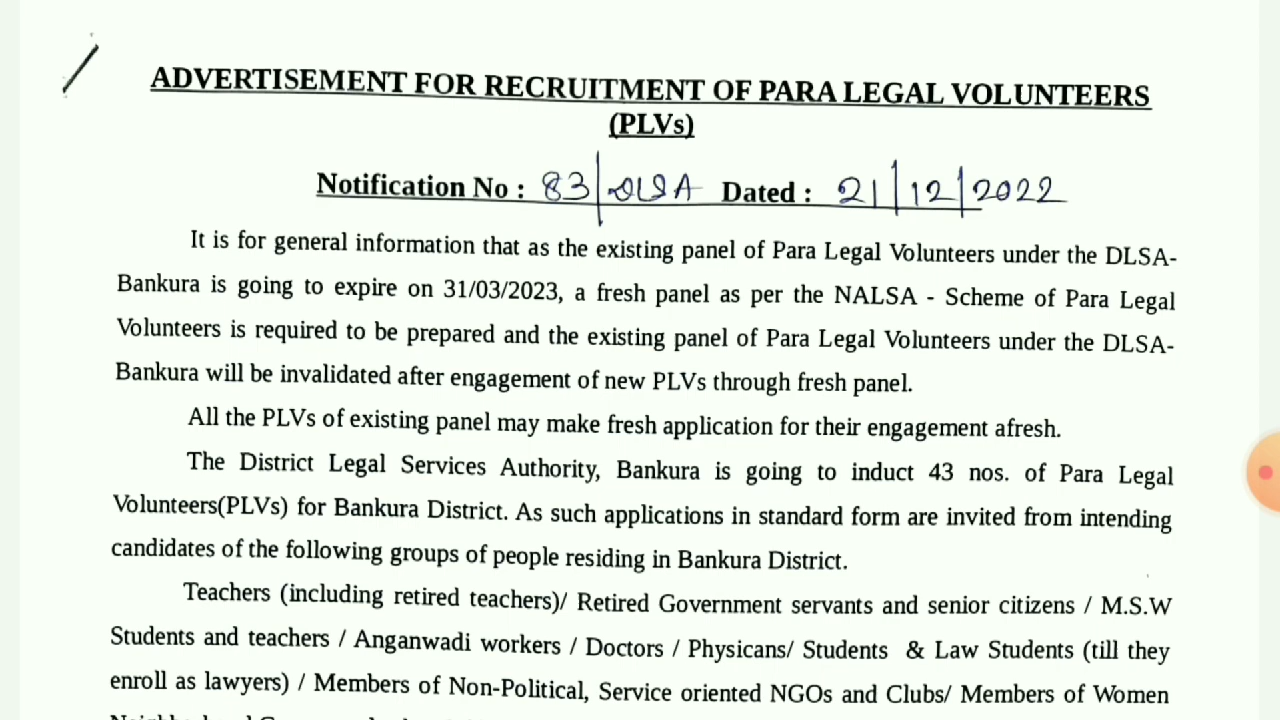 ADVERTISEMENT FOR RECRUITMENT OF PARA LEGAL VOLUNTEERS
(PLVs)
Notification No : 83/DLSA Dated : 21/12/2022
It is for general information that as the existing panel of Para Legal Volunteers under the DLSA-
Bankura is going to expire on 31/03/2023, a fresh panel as per the NALSA - Scheme of Para Legal
Volunteers is required to be prepared and the existing panel of Para Legal Volunteers under the DLSA-
Bankura will be invalidated after engagement of new PLVs through fresh panel.
All the PLVs of existing panel may make fresh application for their engagement afresh.
The District Legal Services Authority, Bankura is going to induct 43 nos. of Para Legal
Volunteers(PLVs) for Bankura District. As such applications in standard form are invited from intending
candidates of the following groups of people residing in Bankura District.
Teachers (including retired teachers)/ Retired Government servants and senior citizens / M.S.W
Students and teachers / Anganwadi workers / Doctors / Physicans/ Students & Law Students (till they
enroll as lawyers) / Members of Non-Political, Service oriented NGOs and Clubs/ Members of Women